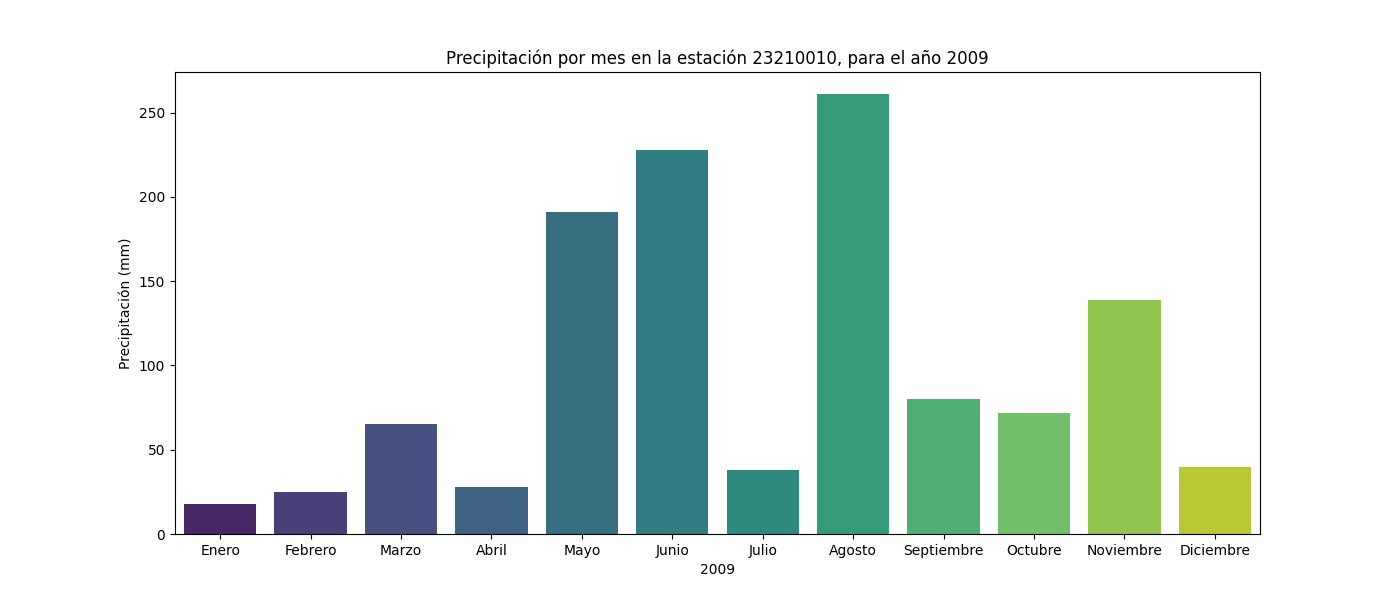 Precipitación por mes en la estación 23210010, para el año 2009
Precipitación (mm)
250
200
150
100
50
0
Enero Febrero Marzo Abril Mayo Junio Julio Agosto Septiembre Octubre Noviembre Diciembre
2009